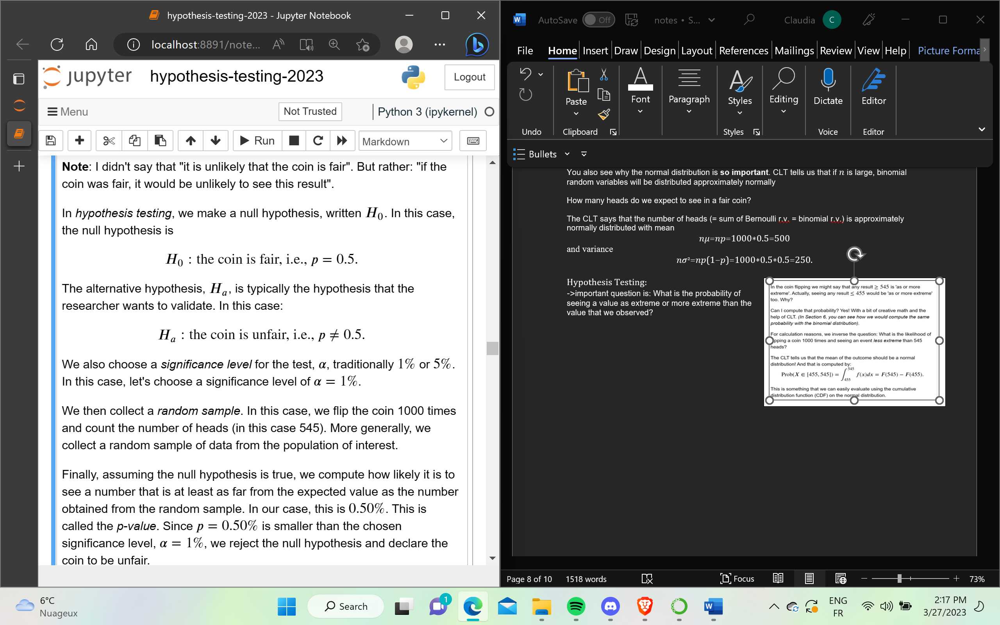 hypothesis-testing-2023 - Jupyter Notebook
localhost:8891/note...
jupyter
hypothesis-testing-2023
Logout
Menu
Not Trusted
Python 3 (ipykernel)
Run
Markdown
Note: I didn't say that "it is unlikely that the coin is fair". But rather: "if the
coin was fair, it would be unlikely to see this result".
In hypothesis testing, we make a null hypothesis, written H₀. In this case,
the null hypothesis is
H₀ : the coin is fair, i.e., p = 0.5.
The alternative hypothesis, Hₐ, is typically the hypothesis that the
researcher wants to validate. In this case:
Hₐ : the coin is unfair, i.e., p ≠ 0.5.
We also choose a significance level for the test, α, traditionally 1% or 5%.
In this case, let's choose a significance level of α = 1%.
We then collect a random sample. In this case, we flip the coin 1000 times
and count the number of heads (in this case 545). More generally, we
collect a random sample of data from the population of interest.
Finally, assuming the null hypothesis is true, we compute how likely it is to
see a number that is at least as far from the expected value as the number
obtained from the random sample. In our case, this is 0.50%. This is
called the p-value. Since p = 0.50% is smaller than the chosen
significance level, α = 1%, we reject the null hypothesis and declare the
coin to be unfair.
W
AutoSave
Off
notes • S...
Claudia
C
File
Home
Insert
Draw
Design
Layout
References
Mailings
Review
View
Help
Picture Forma
Paste
Font
Paragraph
Styles
Editing
Dictate
Editor
Undo
Clipboard
Styles
Voice
Editor
Bullets
You also see why the normal distribution is so important. CLT tells us that if n is large, binomial
random variables will be distributed approximately normally
How many heads do we expect to see in a fair coin?
The CLT says that the number of heads (= sum of Bernoulli r.v. = binomial r.v.) is approximately
normally distributed with mean
nμ=np=1000∗0.5=500
and variance
nσ²=np(1−p)=1000∗0.5∗0.5=250.
Hypothesis Testing:
->important question is: What is the probability of
seeing a value as extreme or more extreme than the
value that we observed?
In the coin flipping we might say that any result ≥ 545 is 'as or more
extreme'. Actually, seeing any result ≤ 455 would be 'as or more extreme'
too. Why?
Can I compute that probability? Yes! With a bit of creative math and the
help of CLT. (In Section 6, you can see how we would compute the same
probability with the binomial distribution).
For calculation reasons, we inverse the question: What is the likelihood of
pping a coin 1000 times and seeing an event less extreme than 545
heads?
The CLT tells us that the mean of the outcome should be a normal
distribution! And that is computed by:
Prob(X ∈ [455, 545]) = ∫₄₅₅⁵⁴⁵ f(x)dx = F(545) − F(455).
This is something that we can easily evaluate using the cumulative
distribution function (CDF) on the normal distribution.
Page 8 of 10
1518 words
Focus
73%
6°C
Nuageux
Search
1
W
ENG
FR
2:17 PM
3/27/2023